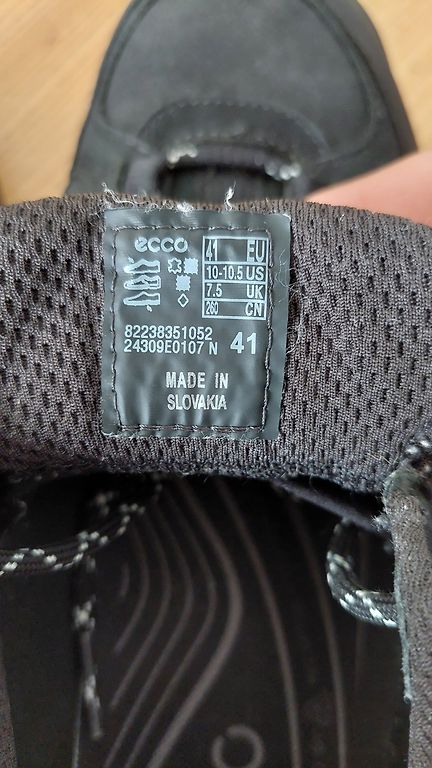 ecco
41 EU
10-10.5 US
7.5 UK
260 CN
82238351052
24309E0107 N 41
MADE IN
SLOVAKIA